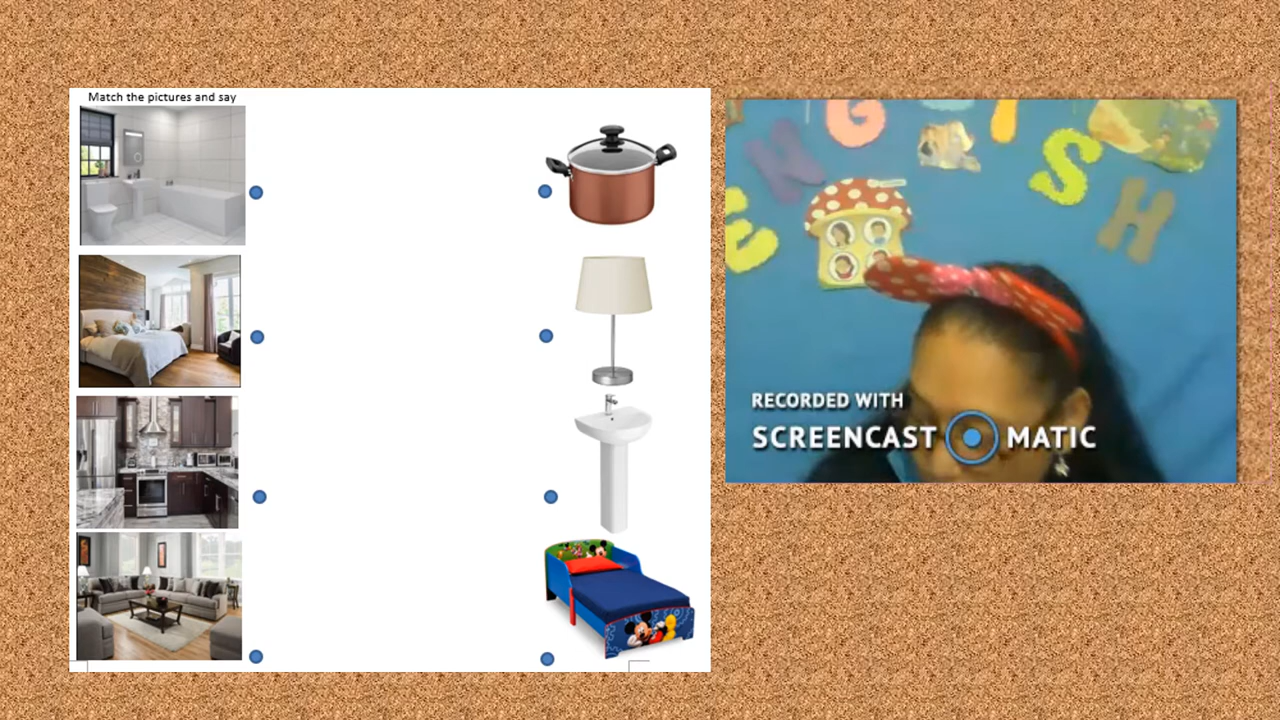 Match the pictures and say
E N G L I S H
RECORDED WITH
SCREENCAST MATIC